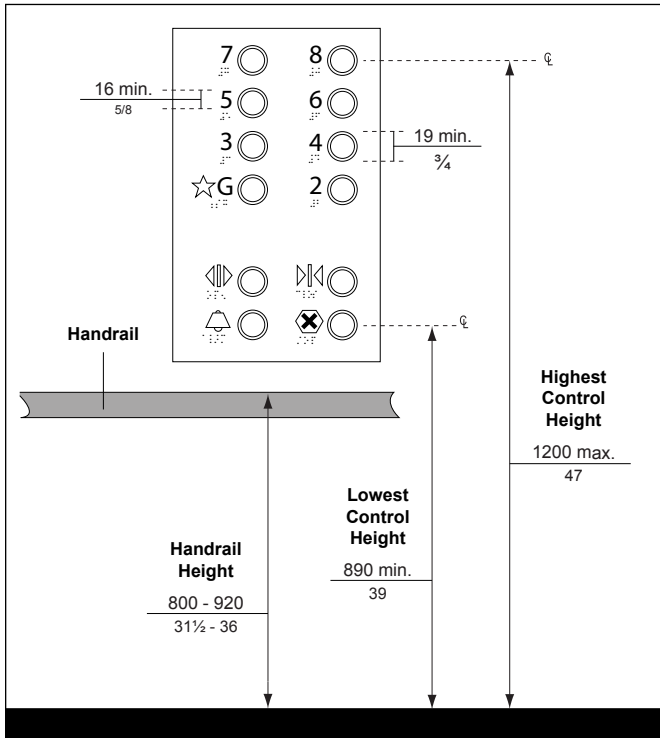 7 8
16 min.
5/8
5 6
3 4
19 min.
¾
☆G 2
℄
℄
Handrail
Highest
Control
Height
1200 max.
47
Lowest
Control
Height
890 min.
39
Handrail
Height
800 - 920
31½ - 36